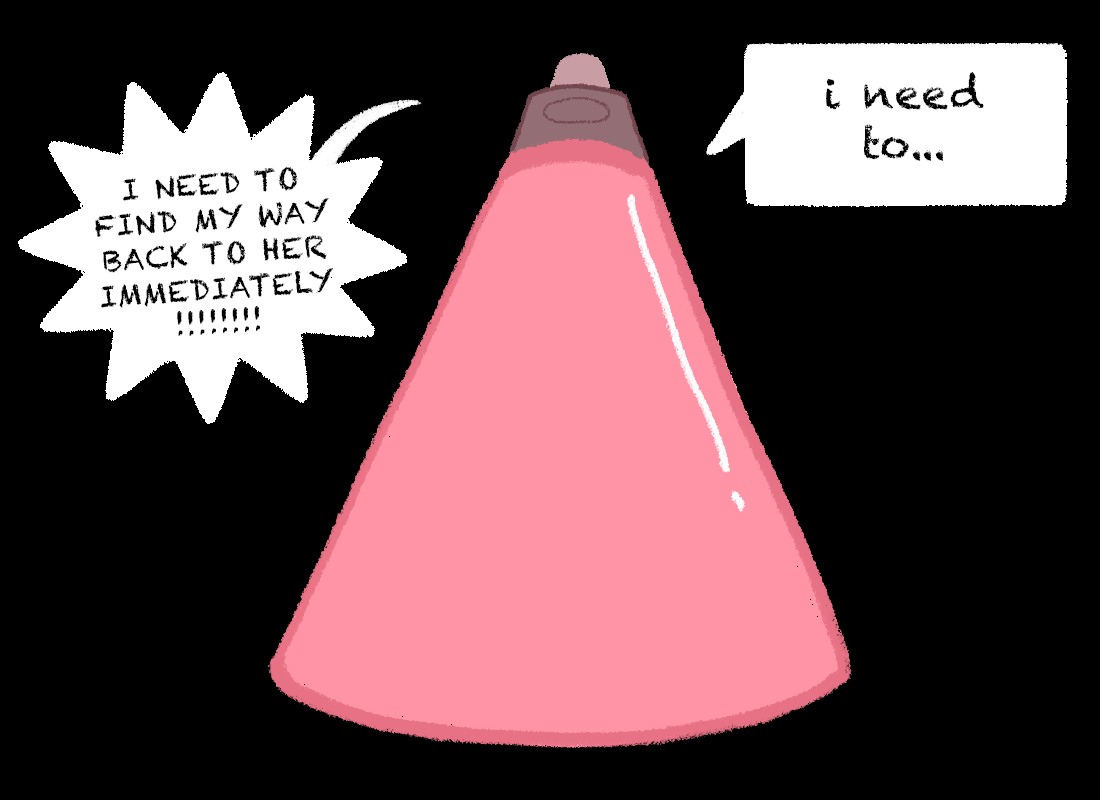 I NEED TO
FIND MY WAY
BACK TO HER
IMMEDIATELY
!!!!!!!!
i need
to...